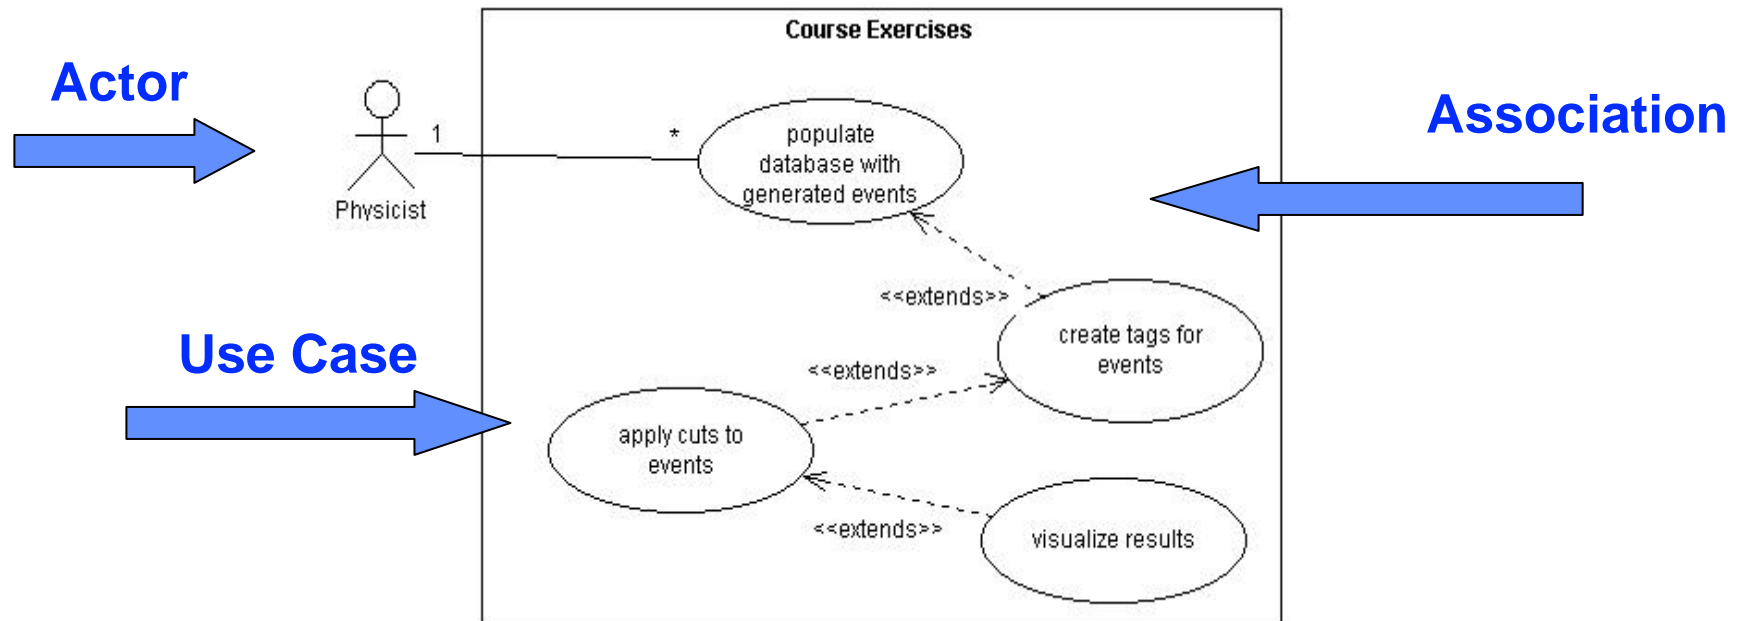 Course Exercises
Actor
Association
1
*
populate
database with
generated events
Physicist
<<extends>>
create tags for
events
Use Case
<<extends>>
apply cuts to
events
<<extends>>
visualize results